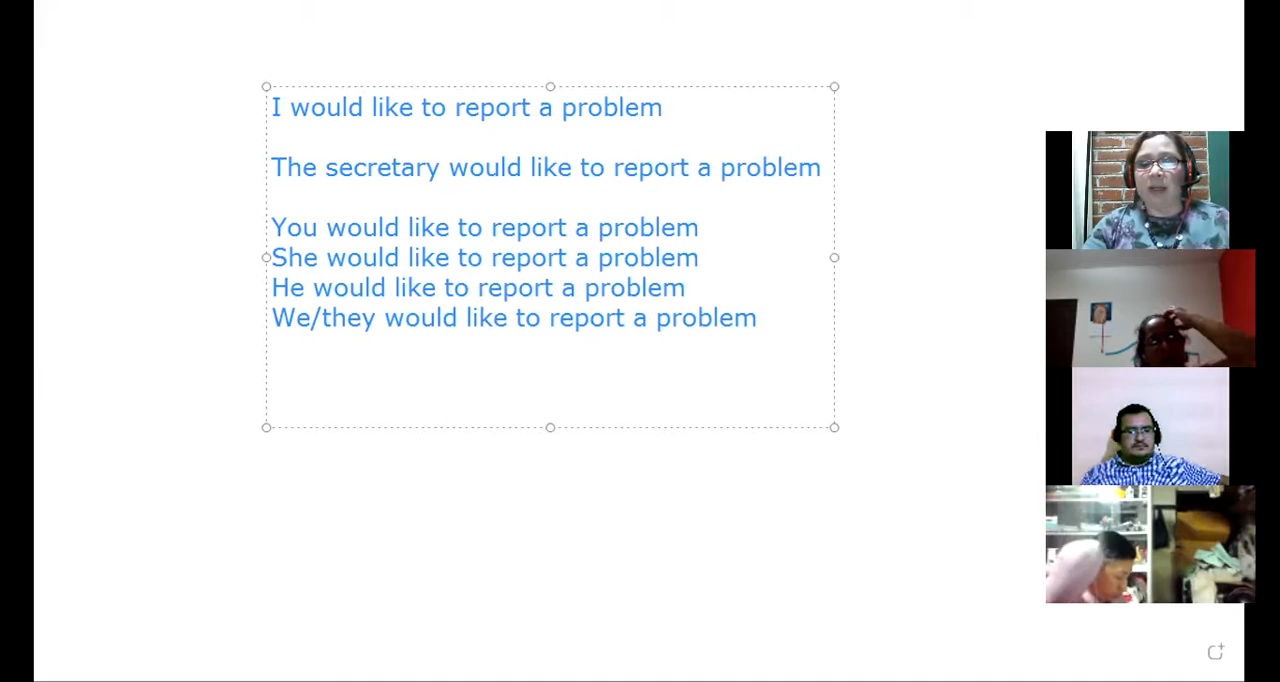 I would like to report a problem
The secretary would like to report a problem
You would like to report a problem
She would like to report a problem
He would like to report a problem
We/they would like to report a problem